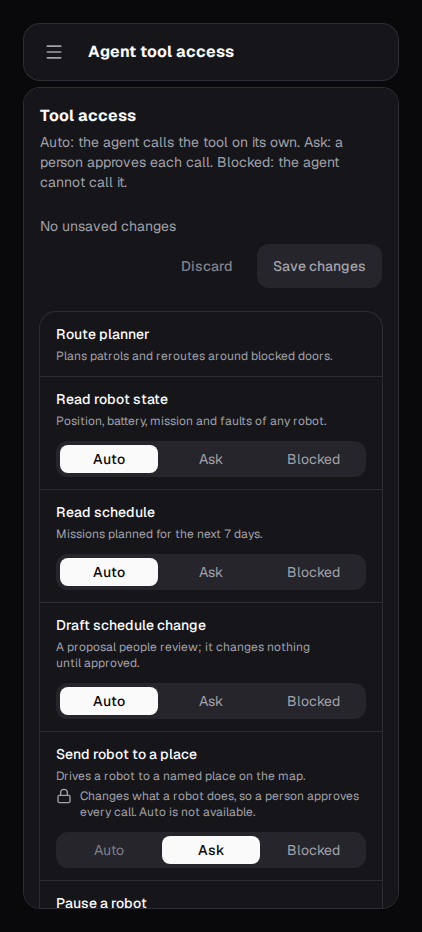 Agent tool access
Tool access
Auto: the agent calls the tool on its own. Ask: a
person approves each call. Blocked: the agent
cannot call it.
No unsaved changes
Discard
Save changes
Route planner
Plans patrols and reroutes around blocked doors.
Read robot state
Position, battery, mission and faults of any robot.
Auto
Ask
Blocked
Read schedule
Missions planned for the next 7 days.
Auto
Ask
Blocked
Draft schedule change
A proposal people review; it changes nothing
until approved.
Auto
Ask
Blocked
Send robot to a place
Drives a robot to a named place on the map.
Changes what a robot does, so a person approves
every call. Auto is not available.
Auto
Ask
Blocked
Pause a robot